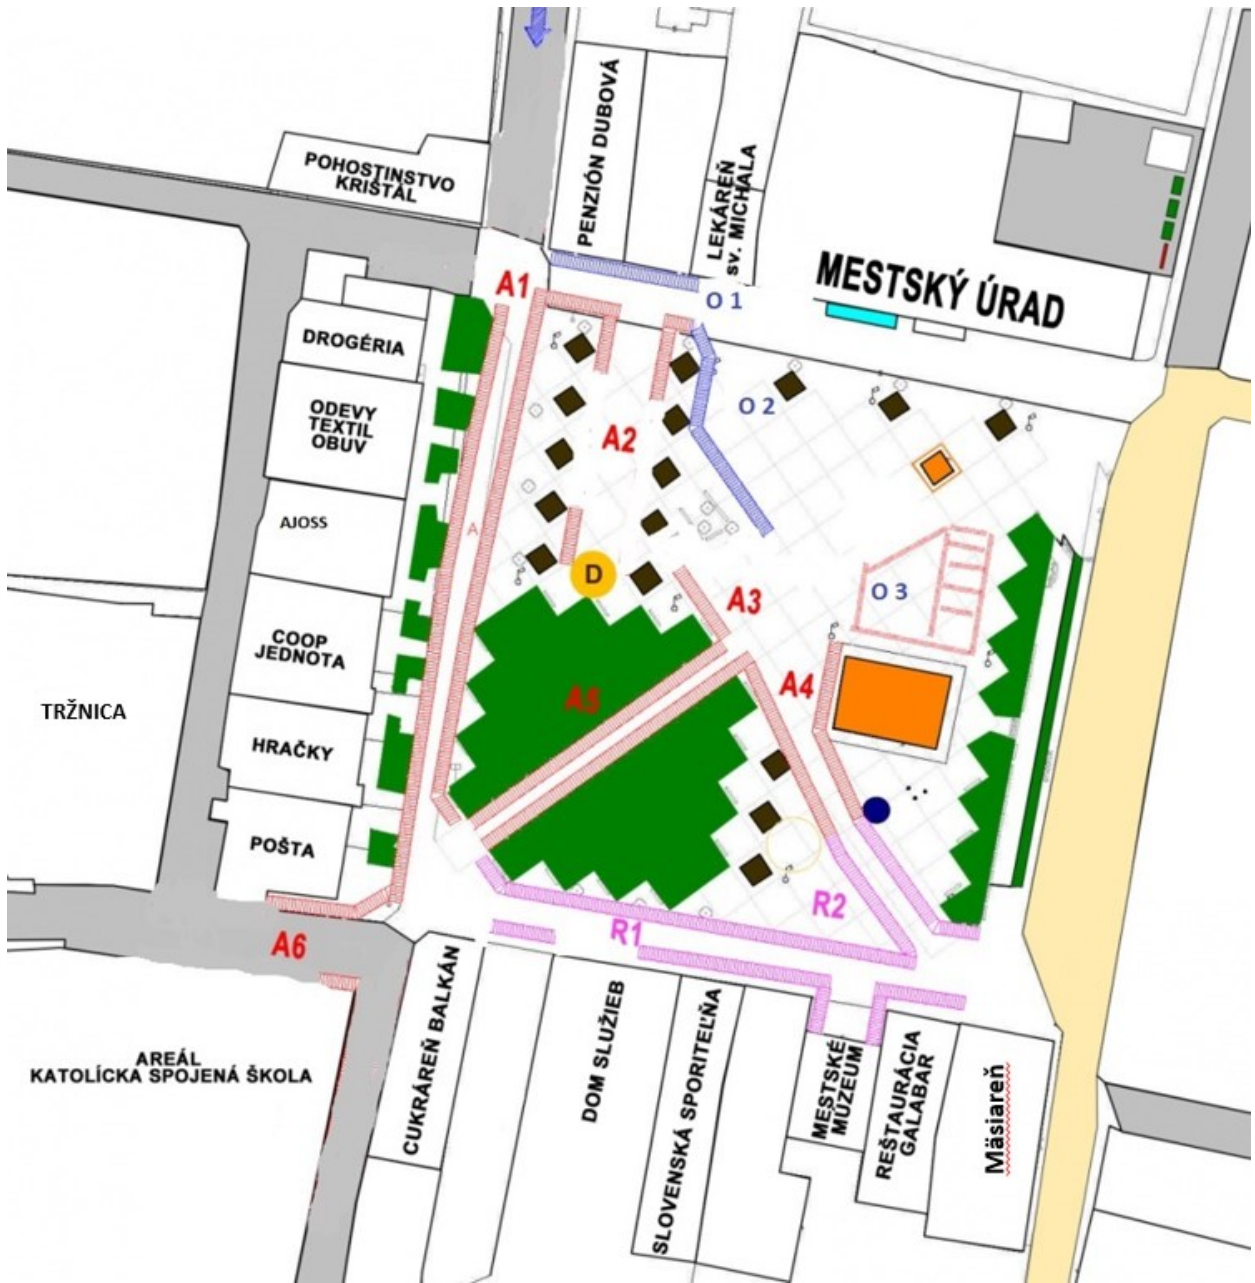 POHOSTINSTVO
KRIŠTÁL
PENZIÓN DUBOVÁ
LEKÁREŇ
sv. MICHALA
MESTSKÝ ÚRAD
A1
O 1
DROGÉRIA
ODEVY
TEXTIL
OBUV
A2
O 2
AJOSS
A
D
A3
O 3
COOP
JEDNOTA
A4
A5
TRŽNICA
HRAČKY
POŠTA
R2
R1
A6
CUKRÁREŇ BALKÁN
DOM SLUŽIEB
SLOVENSKÁ SPORITEĽŇA
MESTSKÉ
MÚZEUM
REŠTAURÁCIA
GALABAR
Mäsiareň
AREÁL
KATOLÍCKA SPOJENÁ ŠKOLA